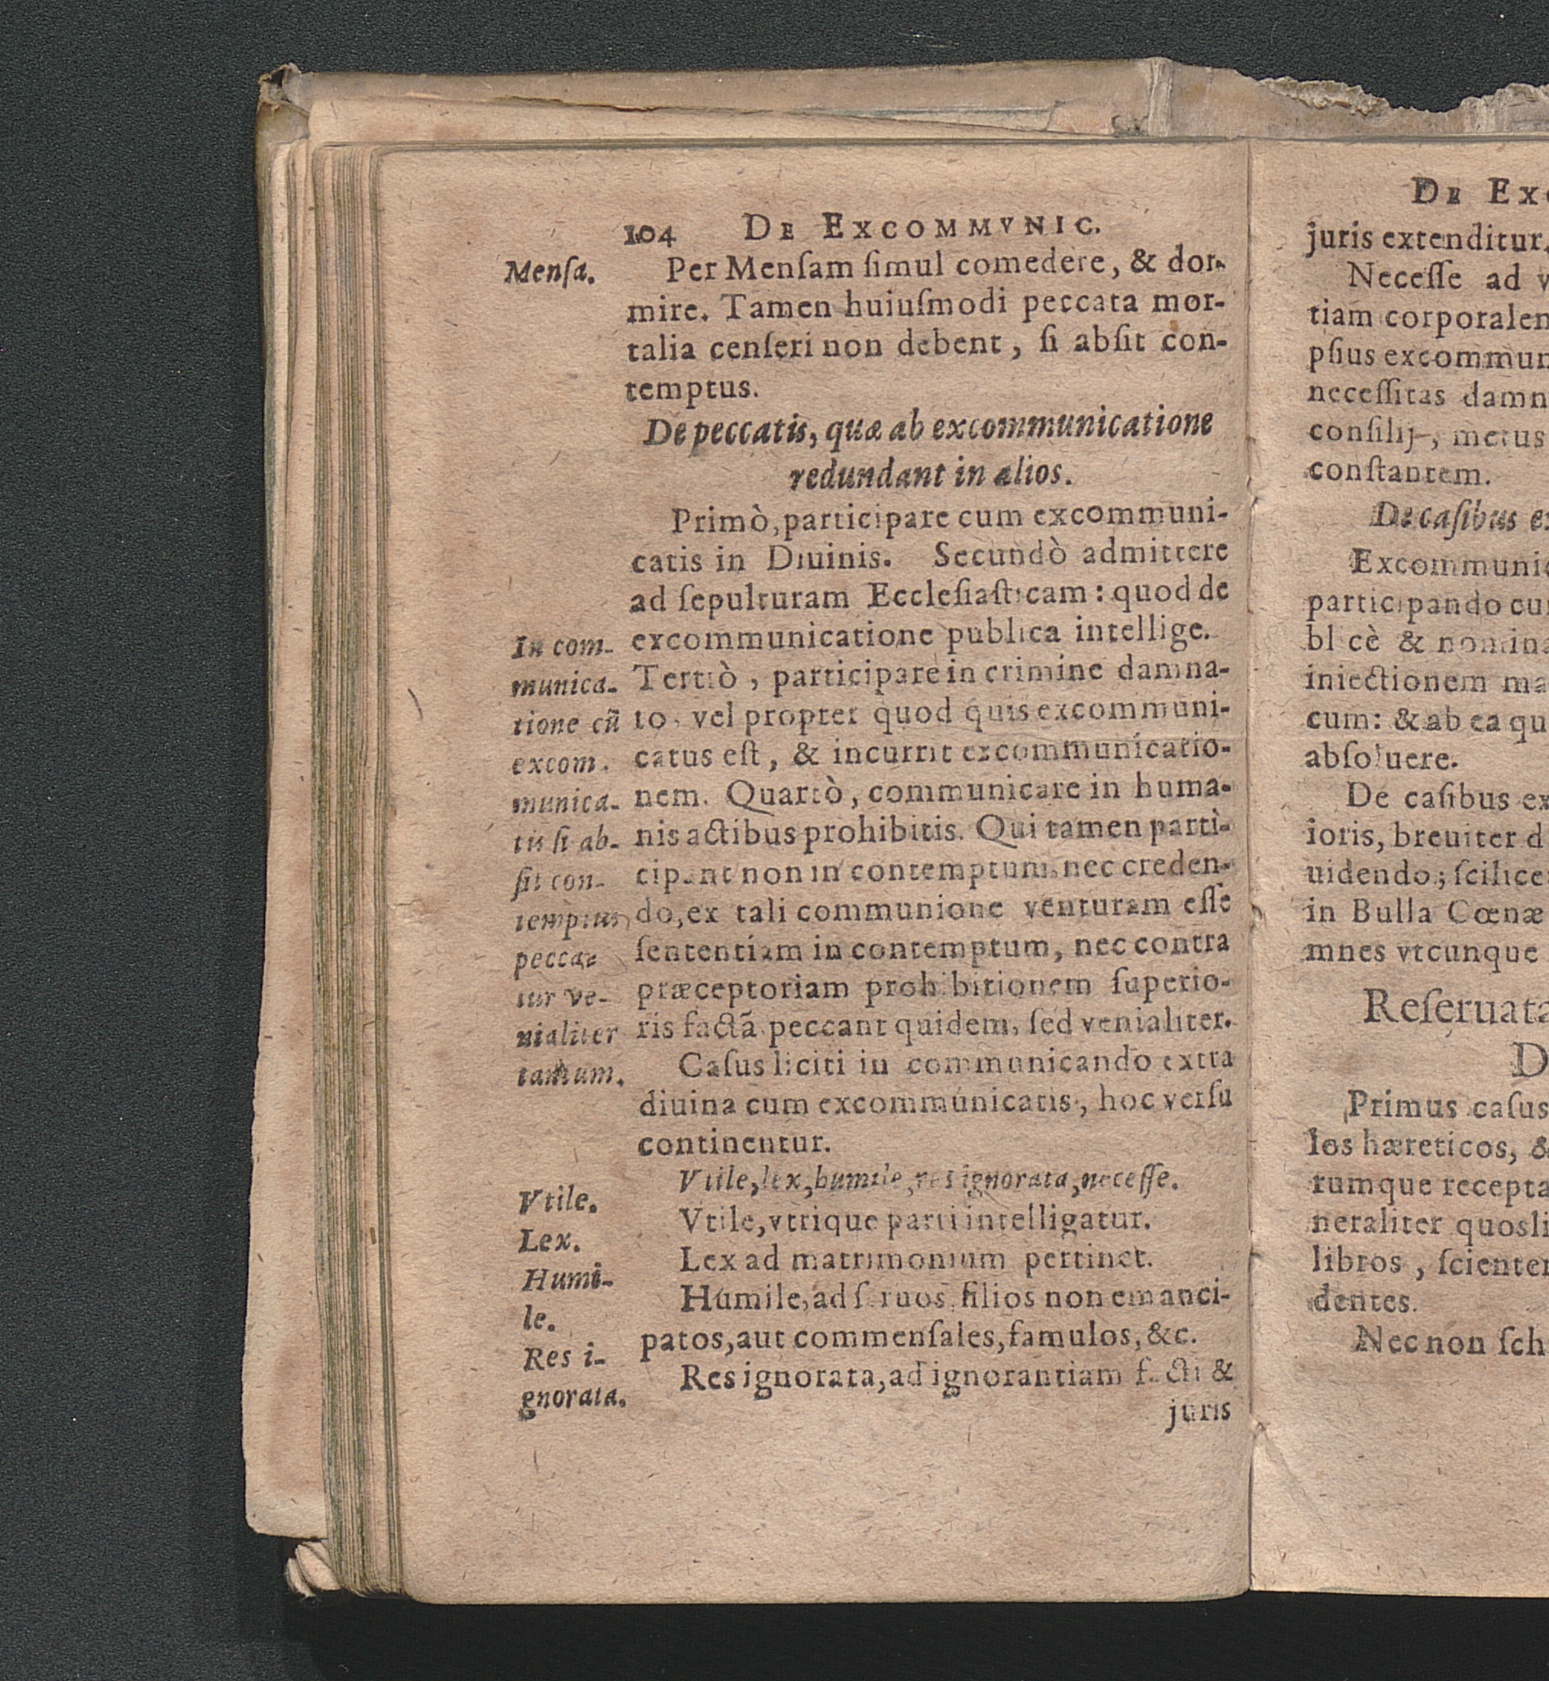 104 DE EXCOMMVNIC.
Menſa.
Per Menſam ſimul comedere, & dor-
mire. Tamen huiuſmodi peccata mor-
talia cenſeri non debent, ſi abſit con-
temptus.
De peccatis, quæ ab excommunicatione
redundant in alios.
Primò, participare cum excommuni-
catis in Diuinis. Secundò admittere
ad ſepulturam Eccleſiaſticam: quod de
excommunicatione publica intellige.
Tertiò, participare in crimine damna-
to, vel propter quod quis excommuni-
catus eſt, & incurrit excommunicatio-
nem. Quartò, communicare in huma-
nis actibus prohibitis. Qui tamen parti-
cipant non in contemptum, nec creden-
do, ex tali communione venturam eſſe
ſententiam in contemptum, nec contra
præceptoriam prohibitionem ſuperio-
ris factã peccant quidem, ſed venialiter.
In com-
munica-
tione cũ
excom-
munica-
tis ſi ab-
ſit con-
temptus
pecca-
tur ve-
nialiter
tantum.
Caſus liciti in communicando extra
diuina cum excommunicatis, hoc verſu
continentur.
Vtile, lex, humile, res ignorata, neceſſe.
Vtile, vtrique parti intelligatur.
Lex ad matrimonium pertinet.
Humile, ad ſeruos filios non emanci-
patos, aut commenſales, famulos, &c.
Res ignorata, ad ignorantiam facti &
juris
Vtile.
Lex.
Humi-
le.
Res i-
gnorata.
DE EXC
juris extenditur.
Neceſſe ad v
tiam corporalem
pſius excommun
neceſſitas damn
conſilij, metus
conſtantem.
De caſibus ex
Excommunic
participando cum
blicè & nomina
iniectionem ma
cum: & ab ea qu
abſoluere.
De caſibus ex
ioris, breuiter d
uidendo; ſcilicet
in Bulla Cœnæ
mnes vtcunque
Reſeruata
D
Primus caſus
los hæreticos, &
rumque recepta
neraliter quosli
libros, ſcienter
dentes.
Nec non ſch